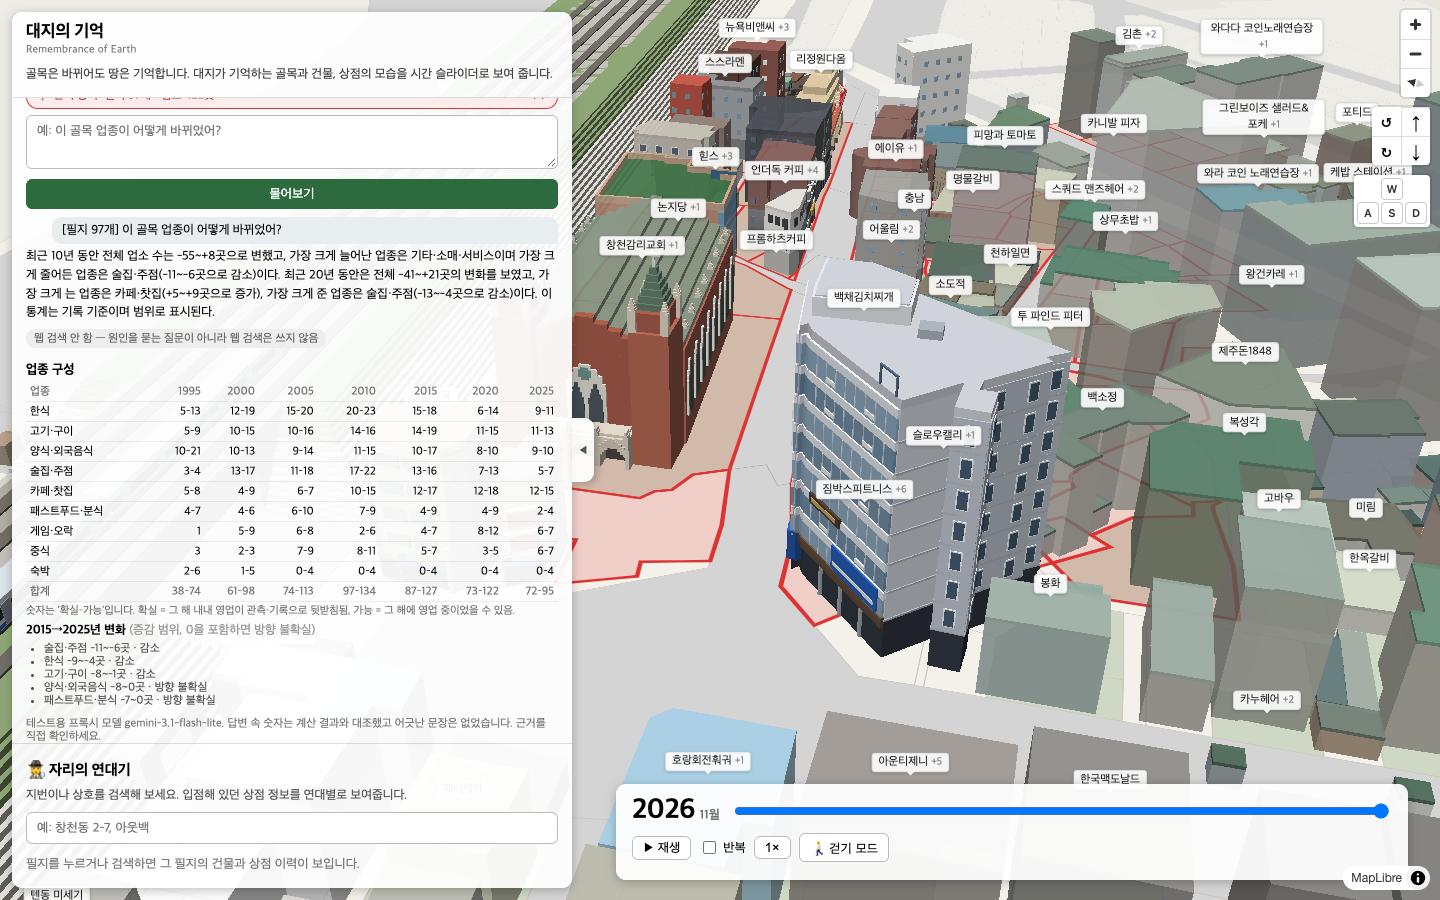 대지의 기억
Remembrance of Earth
골목은 바뀌어도 땅은 기억합니다. 대지가 기억하는 골목과 건물, 상점의 모습을 시간 슬라이더로 보여 줍니다.
예: 이 골목 업종이 어떻게 바뀌었어?
물어보기
[필지 97개] 이 골목 업종이 어떻게 바뀌었어?
최근 10년 동안 전체 업소 수는 -55~+8곳으로 변했고, 가장 크게 늘어난 업종은 기타·소매·서비스이며 가장 크
게 줄어든 업종은 술집·주점(-11~-6곳으로 감소)이다. 최근 20년 동안은 전체 -41~+21곳의 변화를 보였고, 가
장 크게 는 업종은 카페·찻집(+5~+9곳으로 증가), 가장 크게 준 업종은 술집·주점(-13~-4곳으로 감소)이다. 이
통계는 기록 기준이며 범위로 표시된다.
웹 검색 안 함 — 원인을 묻는 질문이 아니라 웹 검색은 쓰지 않음
업종 구성
업종 1995 2000 2005 2010 2015 2020 2025
한식 5-13 12-19 15-20 20-23 15-18 6-14 9-11
고기·구이 5-9 10-15 10-16 14-16 14-19 11-15 11-13
양식·외국음식 10-21 10-13 9-14 11-15 10-17 8-10 9-10
술집·주점 3-4 13-17 11-18 17-22 13-16 7-13 5-7
카페·찻집 5-8 4-9 6-7 10-15 12-17 12-18 12-15
패스트푸드·분식 4-7 4-6 6-10 7-9 4-9 4-9 2-4
게임·오락 1 5-9 6-8 2-6 4-7 8-12 6-7
중식 3 2-3 7-9 8-11 5-7 3-5 6-7
숙박 2-6 1-5 0-4 0-4 0-4 0-4 0-4
합계 38-74 61-98 74-113 97-134 87-127 73-122 72-95
숫자는 '확실-가능'입니다. 확실 = 그 해 내내 영업이 관측·기록으로 뒷받침됨, 가능 = 그 해에 영업 중이었을 수 있음.
2015→2025년 변화 (증감 범위, 0을 포함하면 방향 불확실)
• 술집·주점 -11~-6곳 · 감소
• 한식 -9~-4곳 · 감소
• 고기·구이 -8~-1곳 · 감소
• 양식·외국음식 -8~0곳 · 방향 불확실
• 패스트푸드·분식 -7~0곳 · 방향 불확실
테스트용 프록시 모델 gemini-3.1-flash-lite. 답변 속 숫자는 계산 결과와 대조했고 어긋난 문장은 없었습니다. 근거를
직접 확인하세요.
자리의 연대기
지번이나 상호를 검색해 보세요. 입점해 있던 상점 정보를 연대별로 보여줍니다.
예: 창천동 2-7, 아웃백
필지를 누르거나 검색하면 그 필지의 건물과 상점 이력이 보입니다.
텐동 미세기
뉴욕비앤씨 +3
스스라멘
리정원다음
김촌 +2
와다다 코인노래연습장
+1
그린보이즈 샐러드&
포케 +1
포티드
카니발 피자
피망과 토마토
에이유 +1
힌스 +3
언더독 커피 +4
명물갈비
와라 코인 노래연습장 +1
케밥 스테이션 +1
스쿼드 맨즈헤어 +2
충남
논지당 +1
상무초밥 +1
어울림 +2
프롬하츠커피
창천감리교회 +1
천하일면
왕건카레 +1
소도적
백채김치찌개
투 파인드 피터
제주돈1848
백소정
복성각
슬로우캘리 +1
짐박스피트니스 +6
고바우
미림
한옥갈비
봉화
카누헤어 +2
호랑회전훠궈 +1
아운티제니 +5
한국맥도날드
W
A S D
2026 11월
▶ 재생
반복
1×
걷기 모드
MapLibre